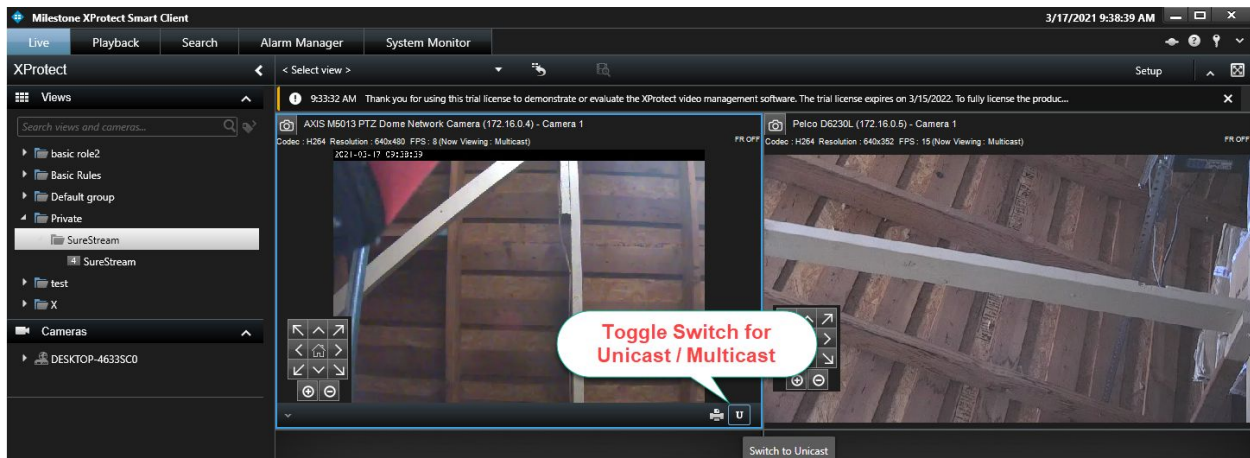 Milestone XProtect Smart Client
3/17/2021 9:38:39 AM
Live Playback Search Alarm Manager System Monitor
XProtect
< Select view >
Setup
Views
9:33:32 AM Thank you for using this trial license to demonstrate or evaluate the XProtect video management software. The trial license expires on 3/15/2022. To fully license the produc...
Search views and cameras...
AXIS M5013 PTZ Dome Network Camera (172.16.0.4) - Camera 1
Codec : H264 Resolution : 640x480 FPS : 8 (Now Viewing : Multicast)
FR OFF
2021-03-17 09:38:39
Pelco D6230L (172.16.0.5) - Camera 1
Codec : H264 Resolution : 640x352 FPS : 15 (Now Viewing : Multicast)
FR OFF
basic role2
Basic Rules
Default group
Private
SureStream
4 SureStream
test
X
Cameras
DESKTOP-4633SC0
Toggle Switch for
Unicast / Multicast
U
Switch to Unicast